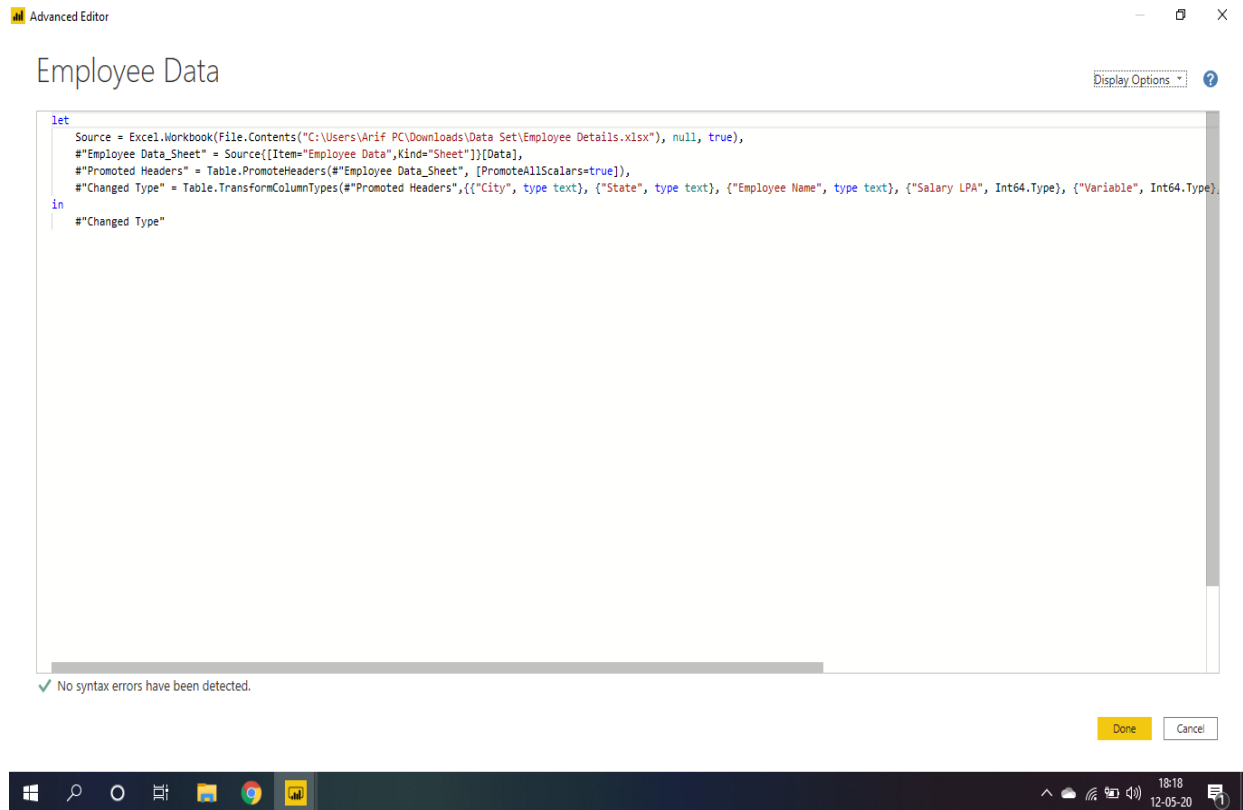 Advanced Editor
Employee Data
Display Options
?
let
Source = Excel.Workbook(File.Contents("C:\Users\Arif PC\Downloads\Data Set\Employee Details.xlsx"), null, true),
#"Employee Data_Sheet" = Source{[Item="Employee Data",Kind="Sheet"]}[Data],
#"Promoted Headers" = Table.PromoteHeaders(#"Employee Data_Sheet", [PromoteAllScalars=true]),
#"Changed Type" = Table.TransformColumnTypes(#"Promoted Headers",{{"City", type text}, {"State", type text}, {"Employee Name", type text}, {"Salary LPA", Int64.Type}, {"Variable", Int64.Type},
in
#"Changed Type"
No syntax errors have been detected.
Done Cancel
18:18
12-05-20
1